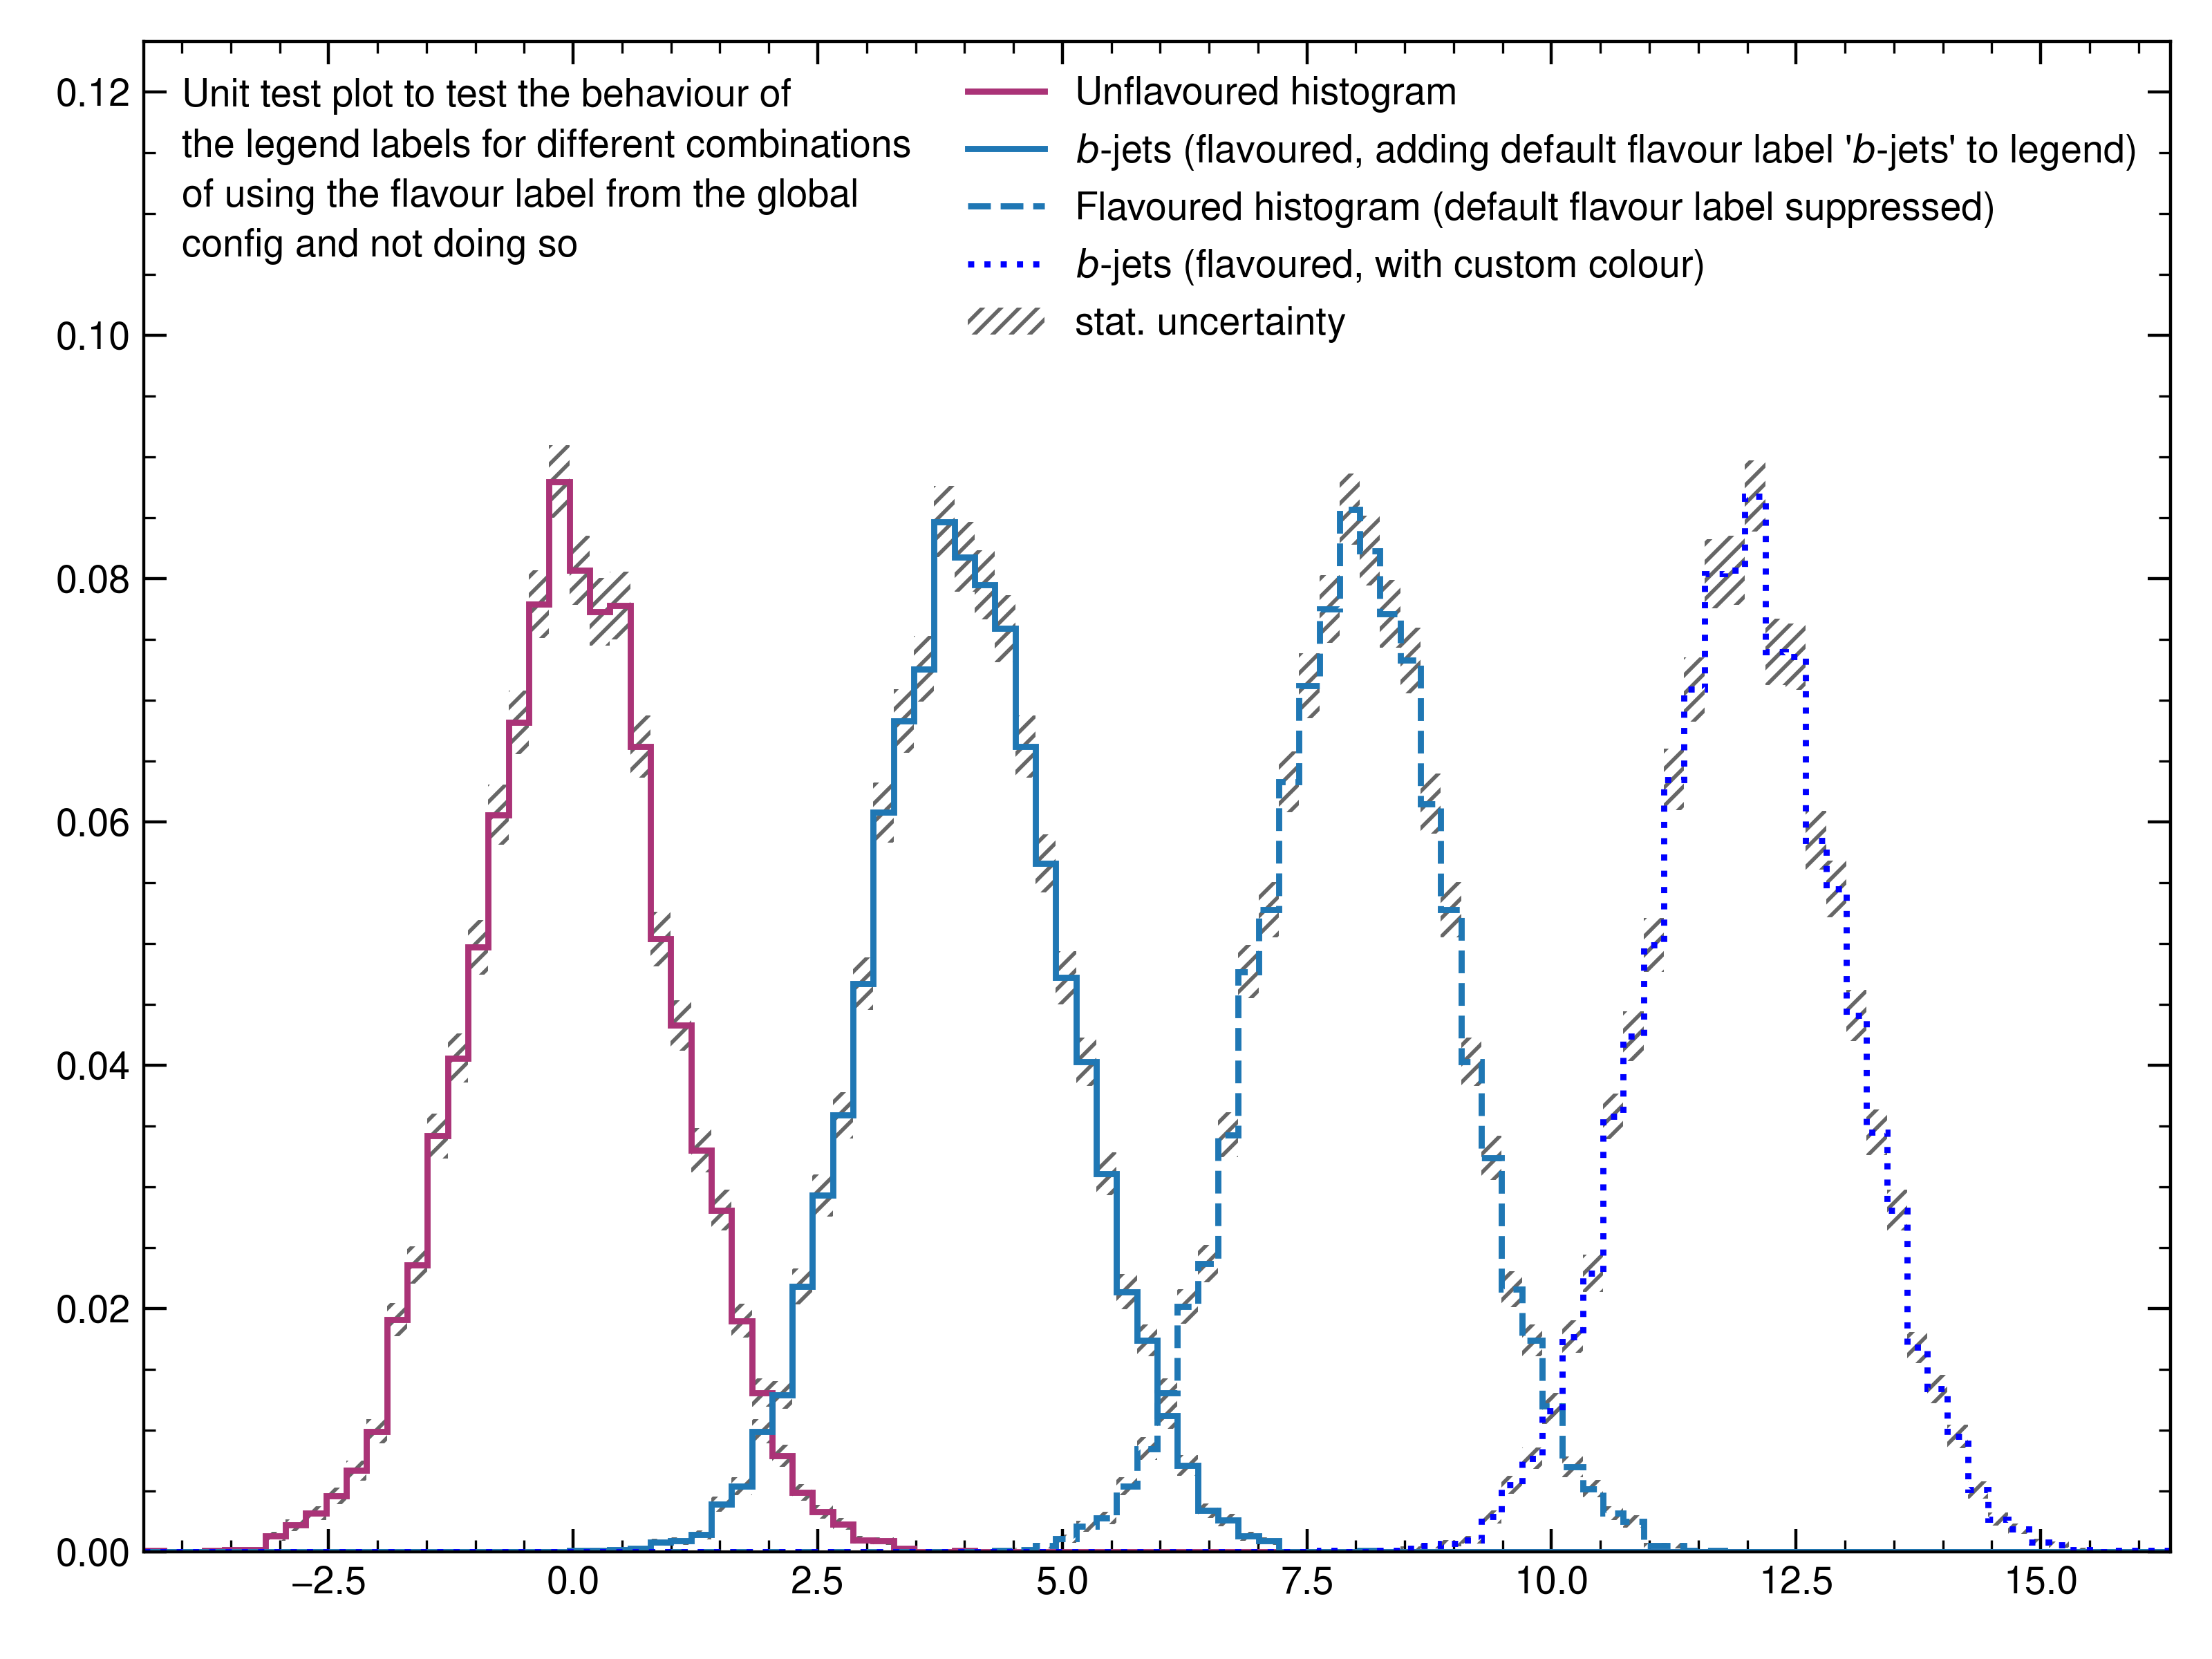 Unit test plot to test the behaviour of
the legend labels for different combinations
of using the flavour label from the global
config and not doing so
Unflavoured histogram
b-jets (flavoured, adding default flavour label 'b-jets' to legend)
Flavoured histogram (default flavour label suppressed)
b-jets (flavoured, with custom colour)
stat. uncertainty
0.12
0.10
0.08
0.06
0.04
0.02
0.00
−2.5 0.0 2.5 5.0 7.5 10.0 12.5 15.0